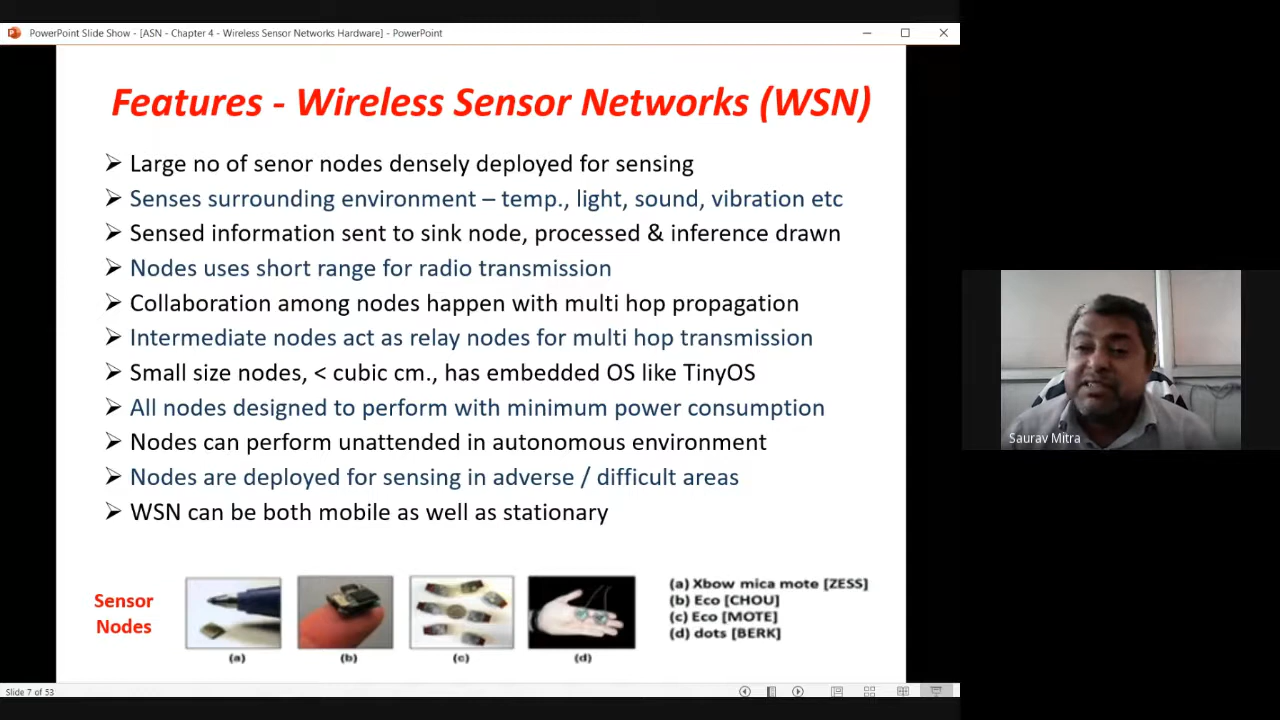 PowerPoint Slide Show - [ASN - Chapter 4 - Wireless Sensor Networks Hardware] - PowerPoint
Features - Wireless Sensor Networks (WSN)
Large no of senor nodes densely deployed for sensing
Senses surrounding environment – temp., light, sound, vibration etc
Sensed information sent to sink node, processed & inference drawn
Nodes uses short range for radio transmission
Collaboration among nodes happen with multi hop propagation
Intermediate nodes act as relay nodes for multi hop transmission
Small size nodes, < cubic cm., has embedded OS like TinyOS
All nodes designed to perform with minimum power consumption
Nodes can perform unattended in autonomous environment
Nodes are deployed for sensing in adverse / difficult areas
WSN can be both mobile as well as stationary
Sensor
Nodes
(a)
(b)
(c)
(d)
(a) Xbow mica mote [ZESS]
(b) Eco [CHOU]
(c) Eco [MOTE]
(d) dots [BERK]
Saurav Mitra
Slide 7 of 53